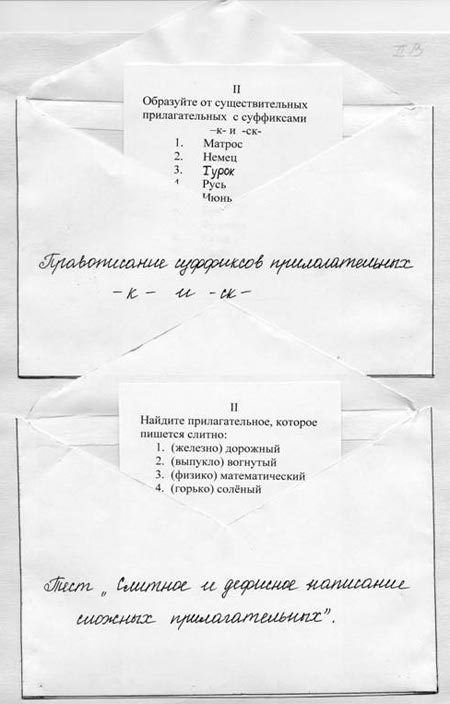 II В
II
Образуйте от существительных
прилагательных с суффиксами
–к- и -ск-
1. Матрос
2. Немец
3. Турок
4. Русь
Июнь
Правописание суффиксов прилагательных
-к- и -ск-
II
Найдите прилагательное, которое
пишется слитно:
1. (железно) дорожный
2. (выпукло) вогнутый
3. (физико) математический
4. (горько) солёный
Тест „Слитное и дефисное написание
сложных прилагательных".